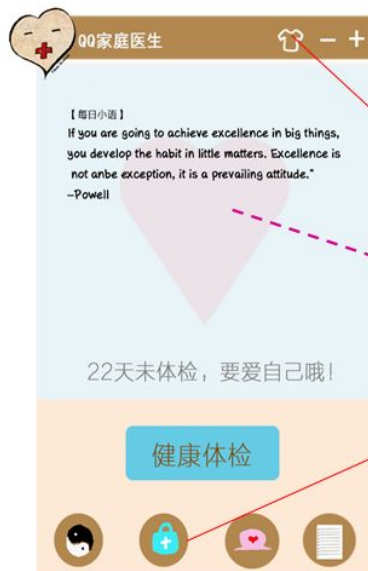 QQ家庭医生
【每日小语】
If you are going to achieve excellence in big things,
you develop the habit in little matters. Excellence is
not anbe exception, it is a prevailing attitude."
—Powell
22天未体检，要爱自己哦！
健康体检